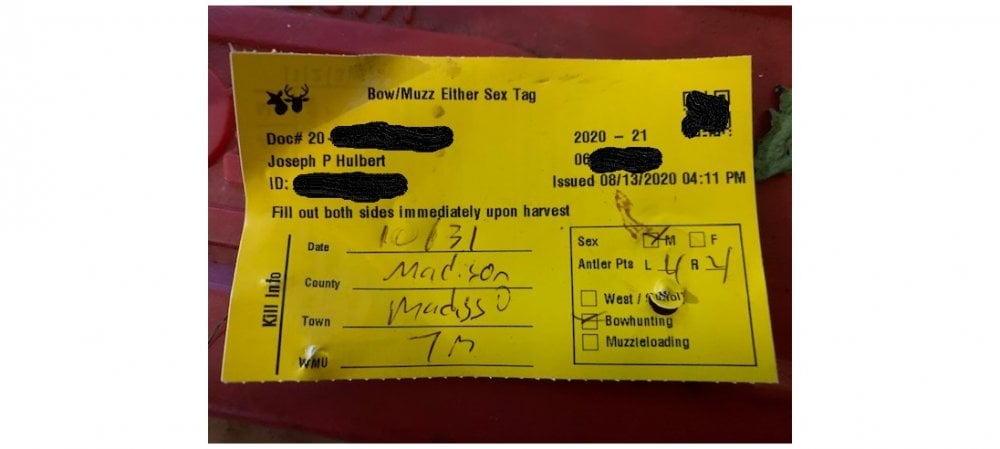 Bow/Muzz Either Sex Tag
Doc# 20-
2020 - 21
Joseph P Hulbert
06
ID:
Issued 08/13/2020 04:11 PM
Fill out both sides immediately upon harvest
Kill Info
Date 10/31
County Madison
Town
WMU 7M
Sex M F
Antler Pts L 4 R 4
West /
Bowhunting
Muzzleloading